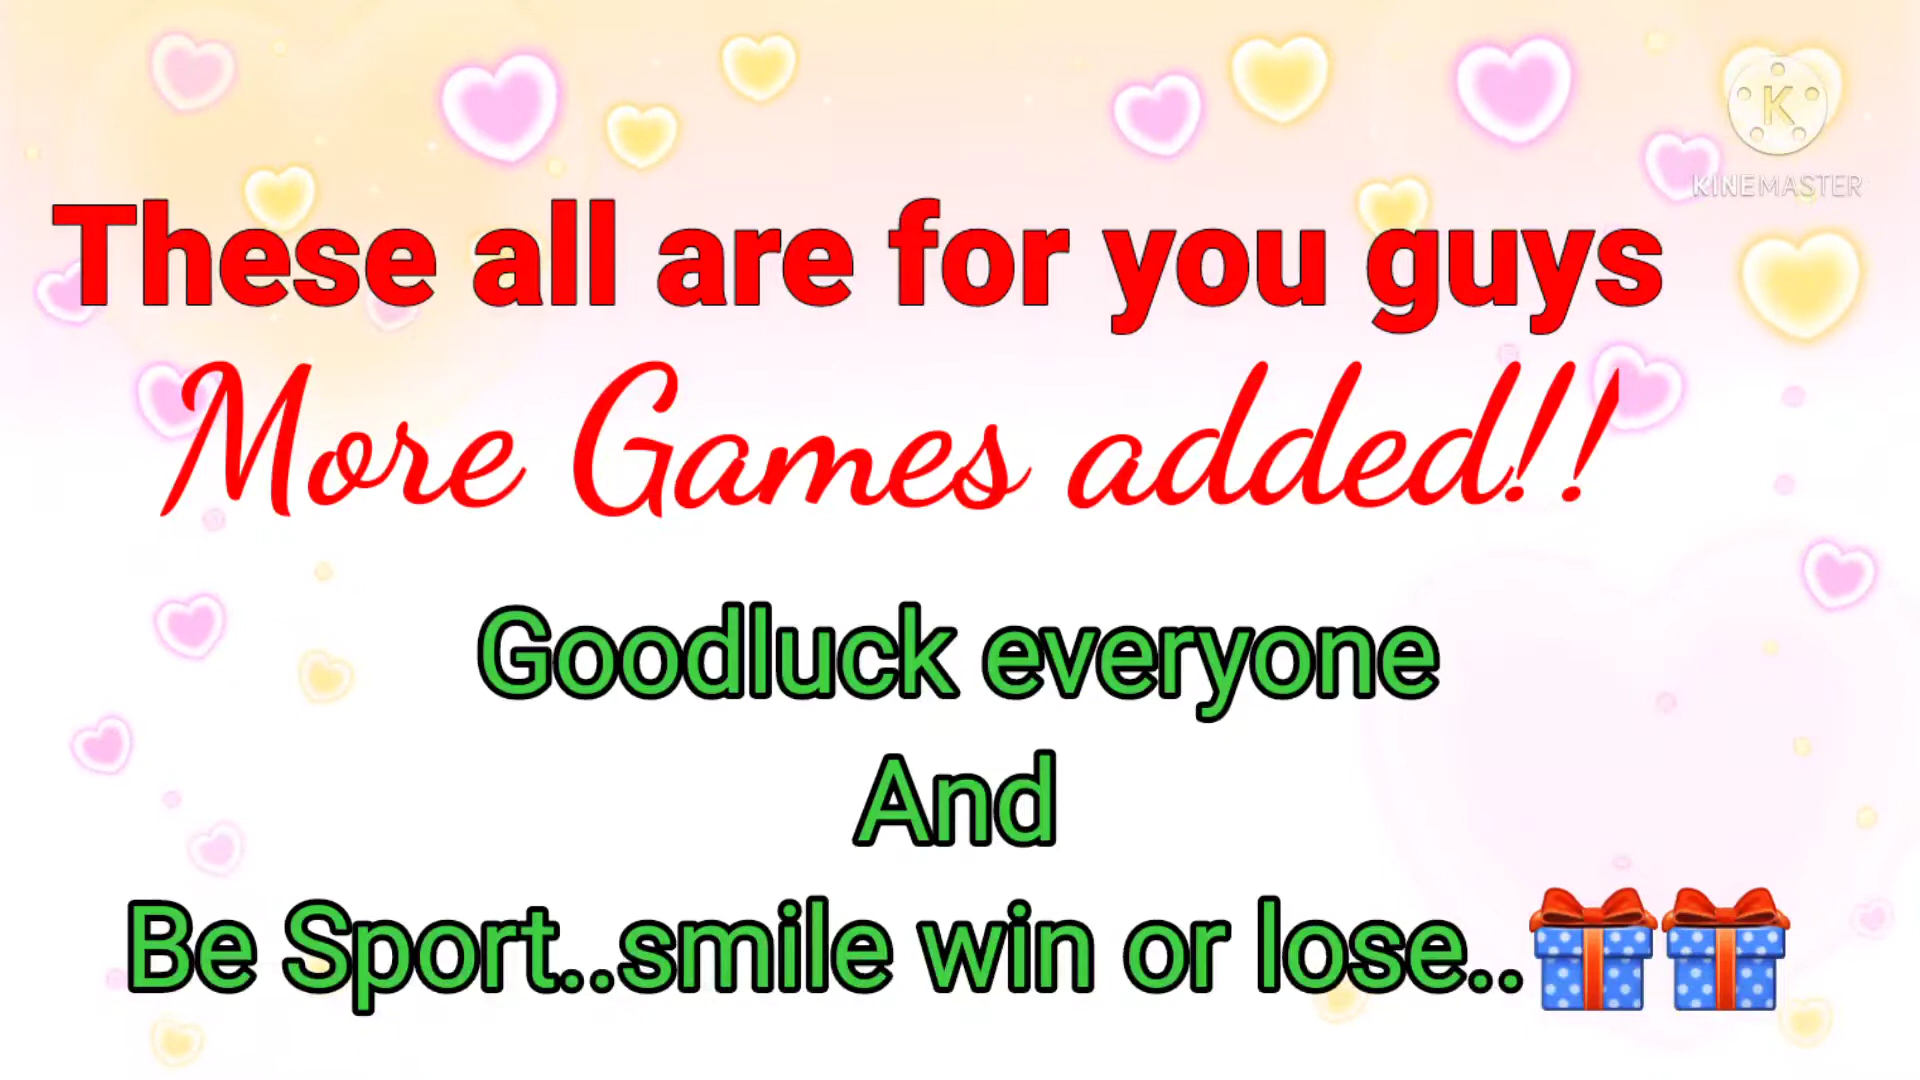 K
KINEMASTER
These all are for you guys
More Games added!!
Goodluck everyone
And
Be Sport..smile win or lose..🎁🎁